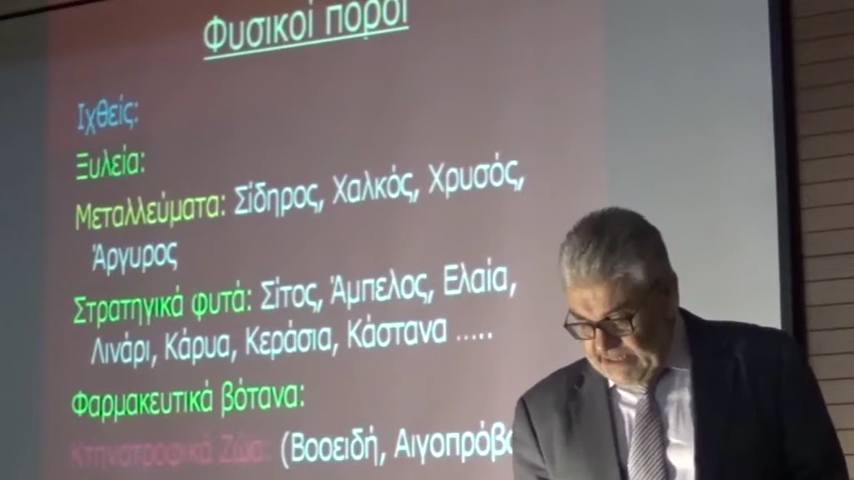 Φυσικοί πόροι
Ιχθείς:
Ξυλεία:
Μεταλλεύματα: Σίδηρος, Χαλκός, Χρυσός,
Άργυρος
Στρατηγικά φυτά: Σίτος, Άμπελος, Ελαία,
Λινάρι, Κάρυα, Κεράσια, Κάστανα .....
Φαρμακευτικά βότανα:
Κτηνοτροφικά Ζώα: (Βοοειδή,